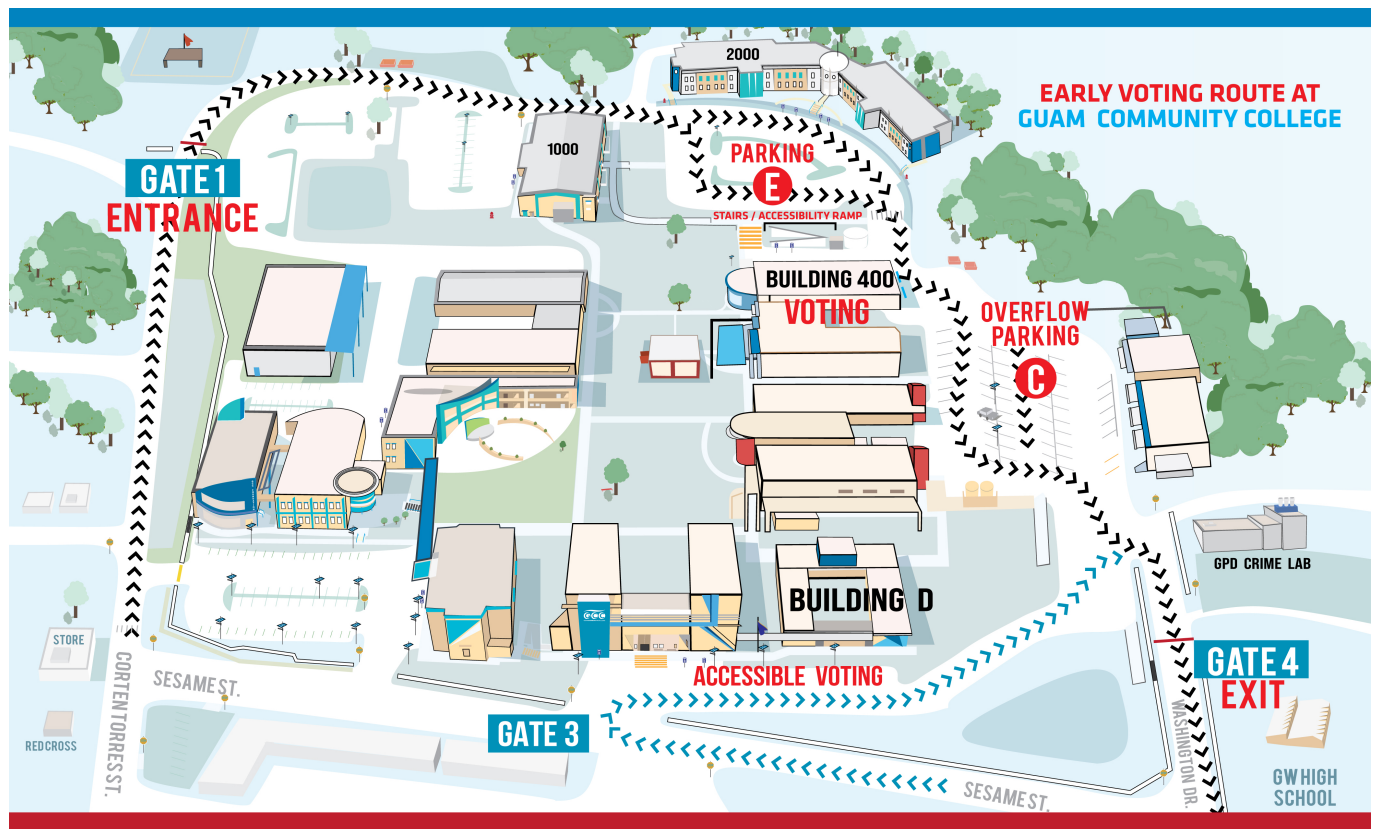 2000
EARLY VOTING ROUTE AT
GUAM COMMUNITY COLLEGE
1000
PARKING
E
STAIRS / ACCESSIBILITY RAMP
GATE 1
ENTRANCE
BUILDING 400
VOTING
OVERFLOW
PARKING
C
GPD CRIME LAB
BUILDING D
GCC
STORE
ACCESSIBLE VOTING
GATE 4
EXIT
SESAME ST.
CORTEN TORRES ST.
GATE 3
RED CROSS
WASHINGTON DR.
GW HIGH
SCHOOL
SESAME ST.